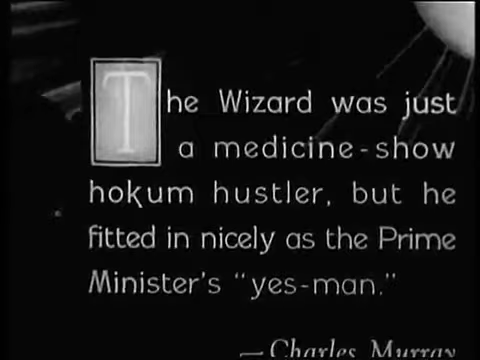 The Wizard was just
a medicine-show
hokum hustler, but he
fitted in nicely as the Prime
Minister's "yes-man."
—Charles Murray